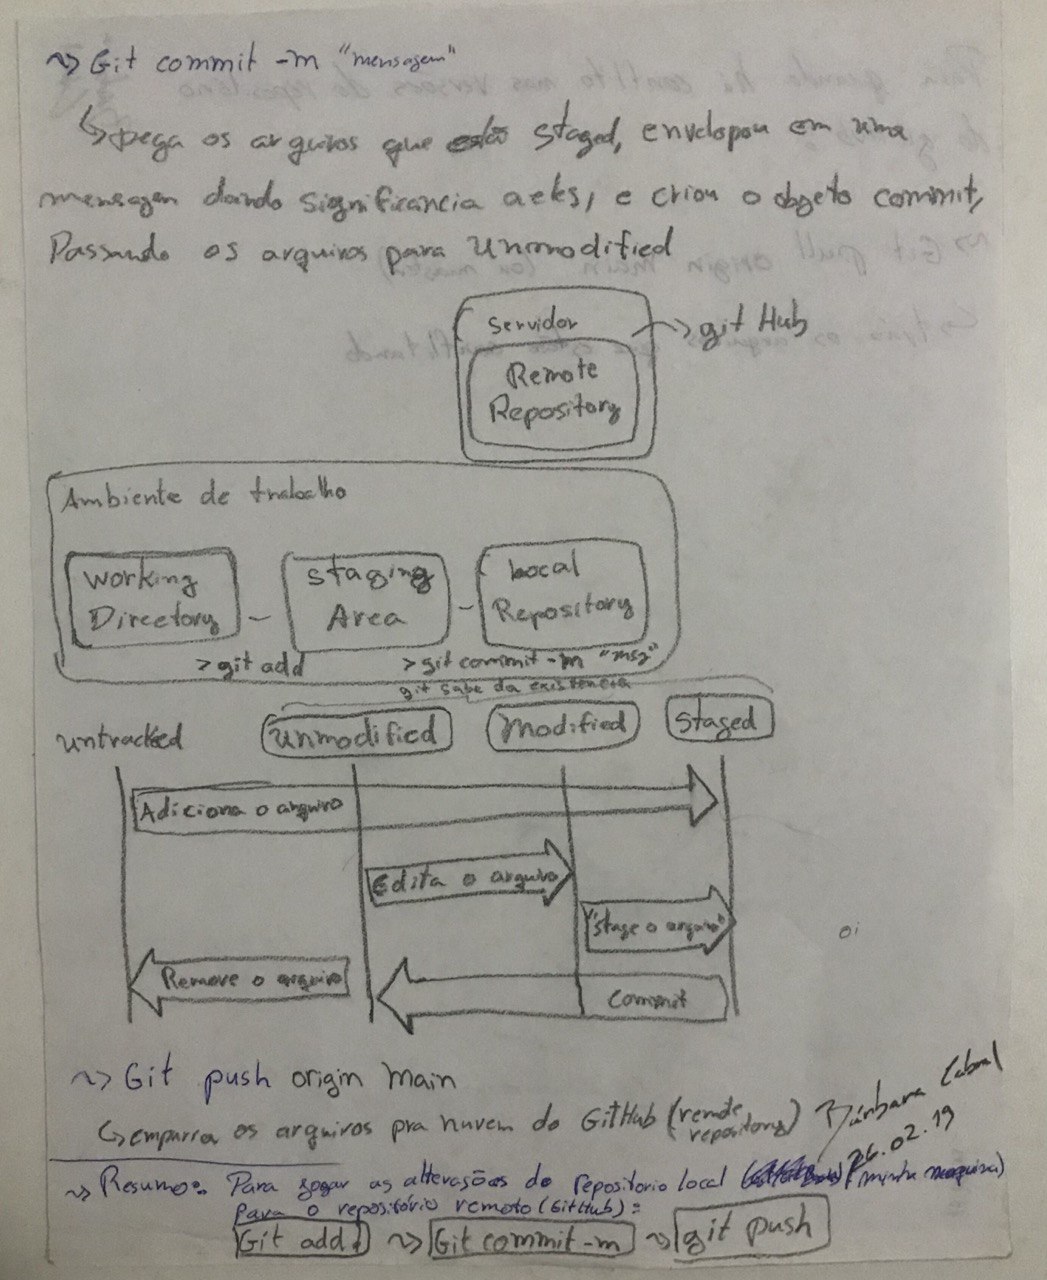 ~> Git commit -m "mensagem"
↳ pega os arquivos que estão staged, envelopou em uma
mensagem dando significancia a eles, e criou o objeto commit,
Passando os arquivos para Unmodified
Servidor → git Hub
Remote
Repository
Ambiente de trabalho
Working
Directory
Staging
Area
Local
Repository
>git add
>git commit -m "msg"
git sabe da existência
untracked Unmodified Modified Staged
Adiciona o arquivo
Edita o arquivo
"Stage o arquivo"
oi
Remove o arquivo
Commit
~> Git push origin main
↳ empurra os arquivos pra nuvem do GitHub (remote repository)
Bárbara Cabral
26.02.19
~> Resumo: Para jogar as alterações do repositorio local (minha maquina)
para o repositório remoto (GitHub):
Git add . ~> Git commit -m ~> git push